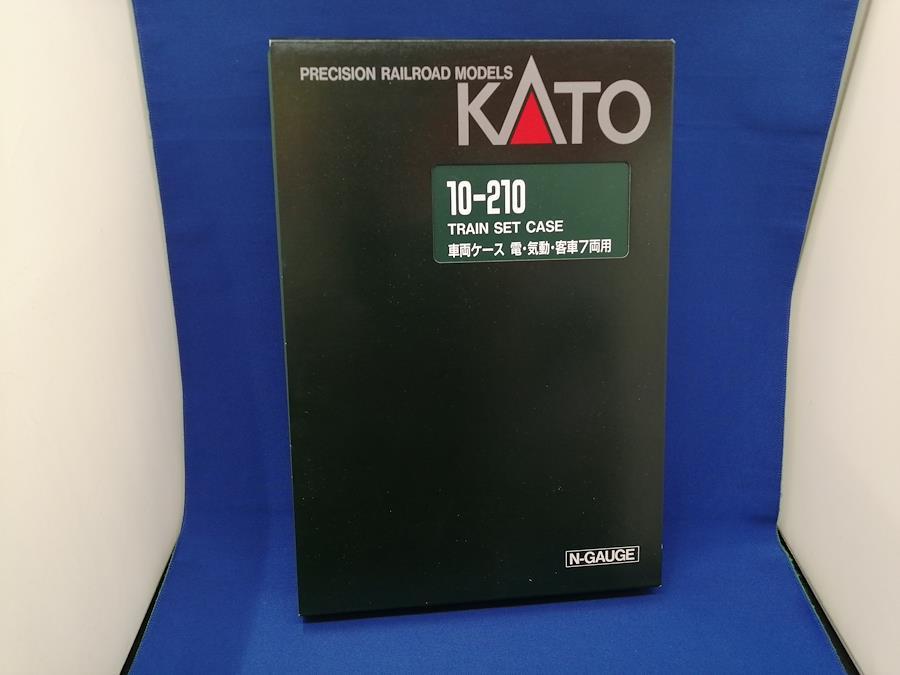 PRECISION RAILROAD MODELS
KATO
10-210
TRAIN SET CASE
車両ケース 電・気動・客車7両用
N-GAUGE